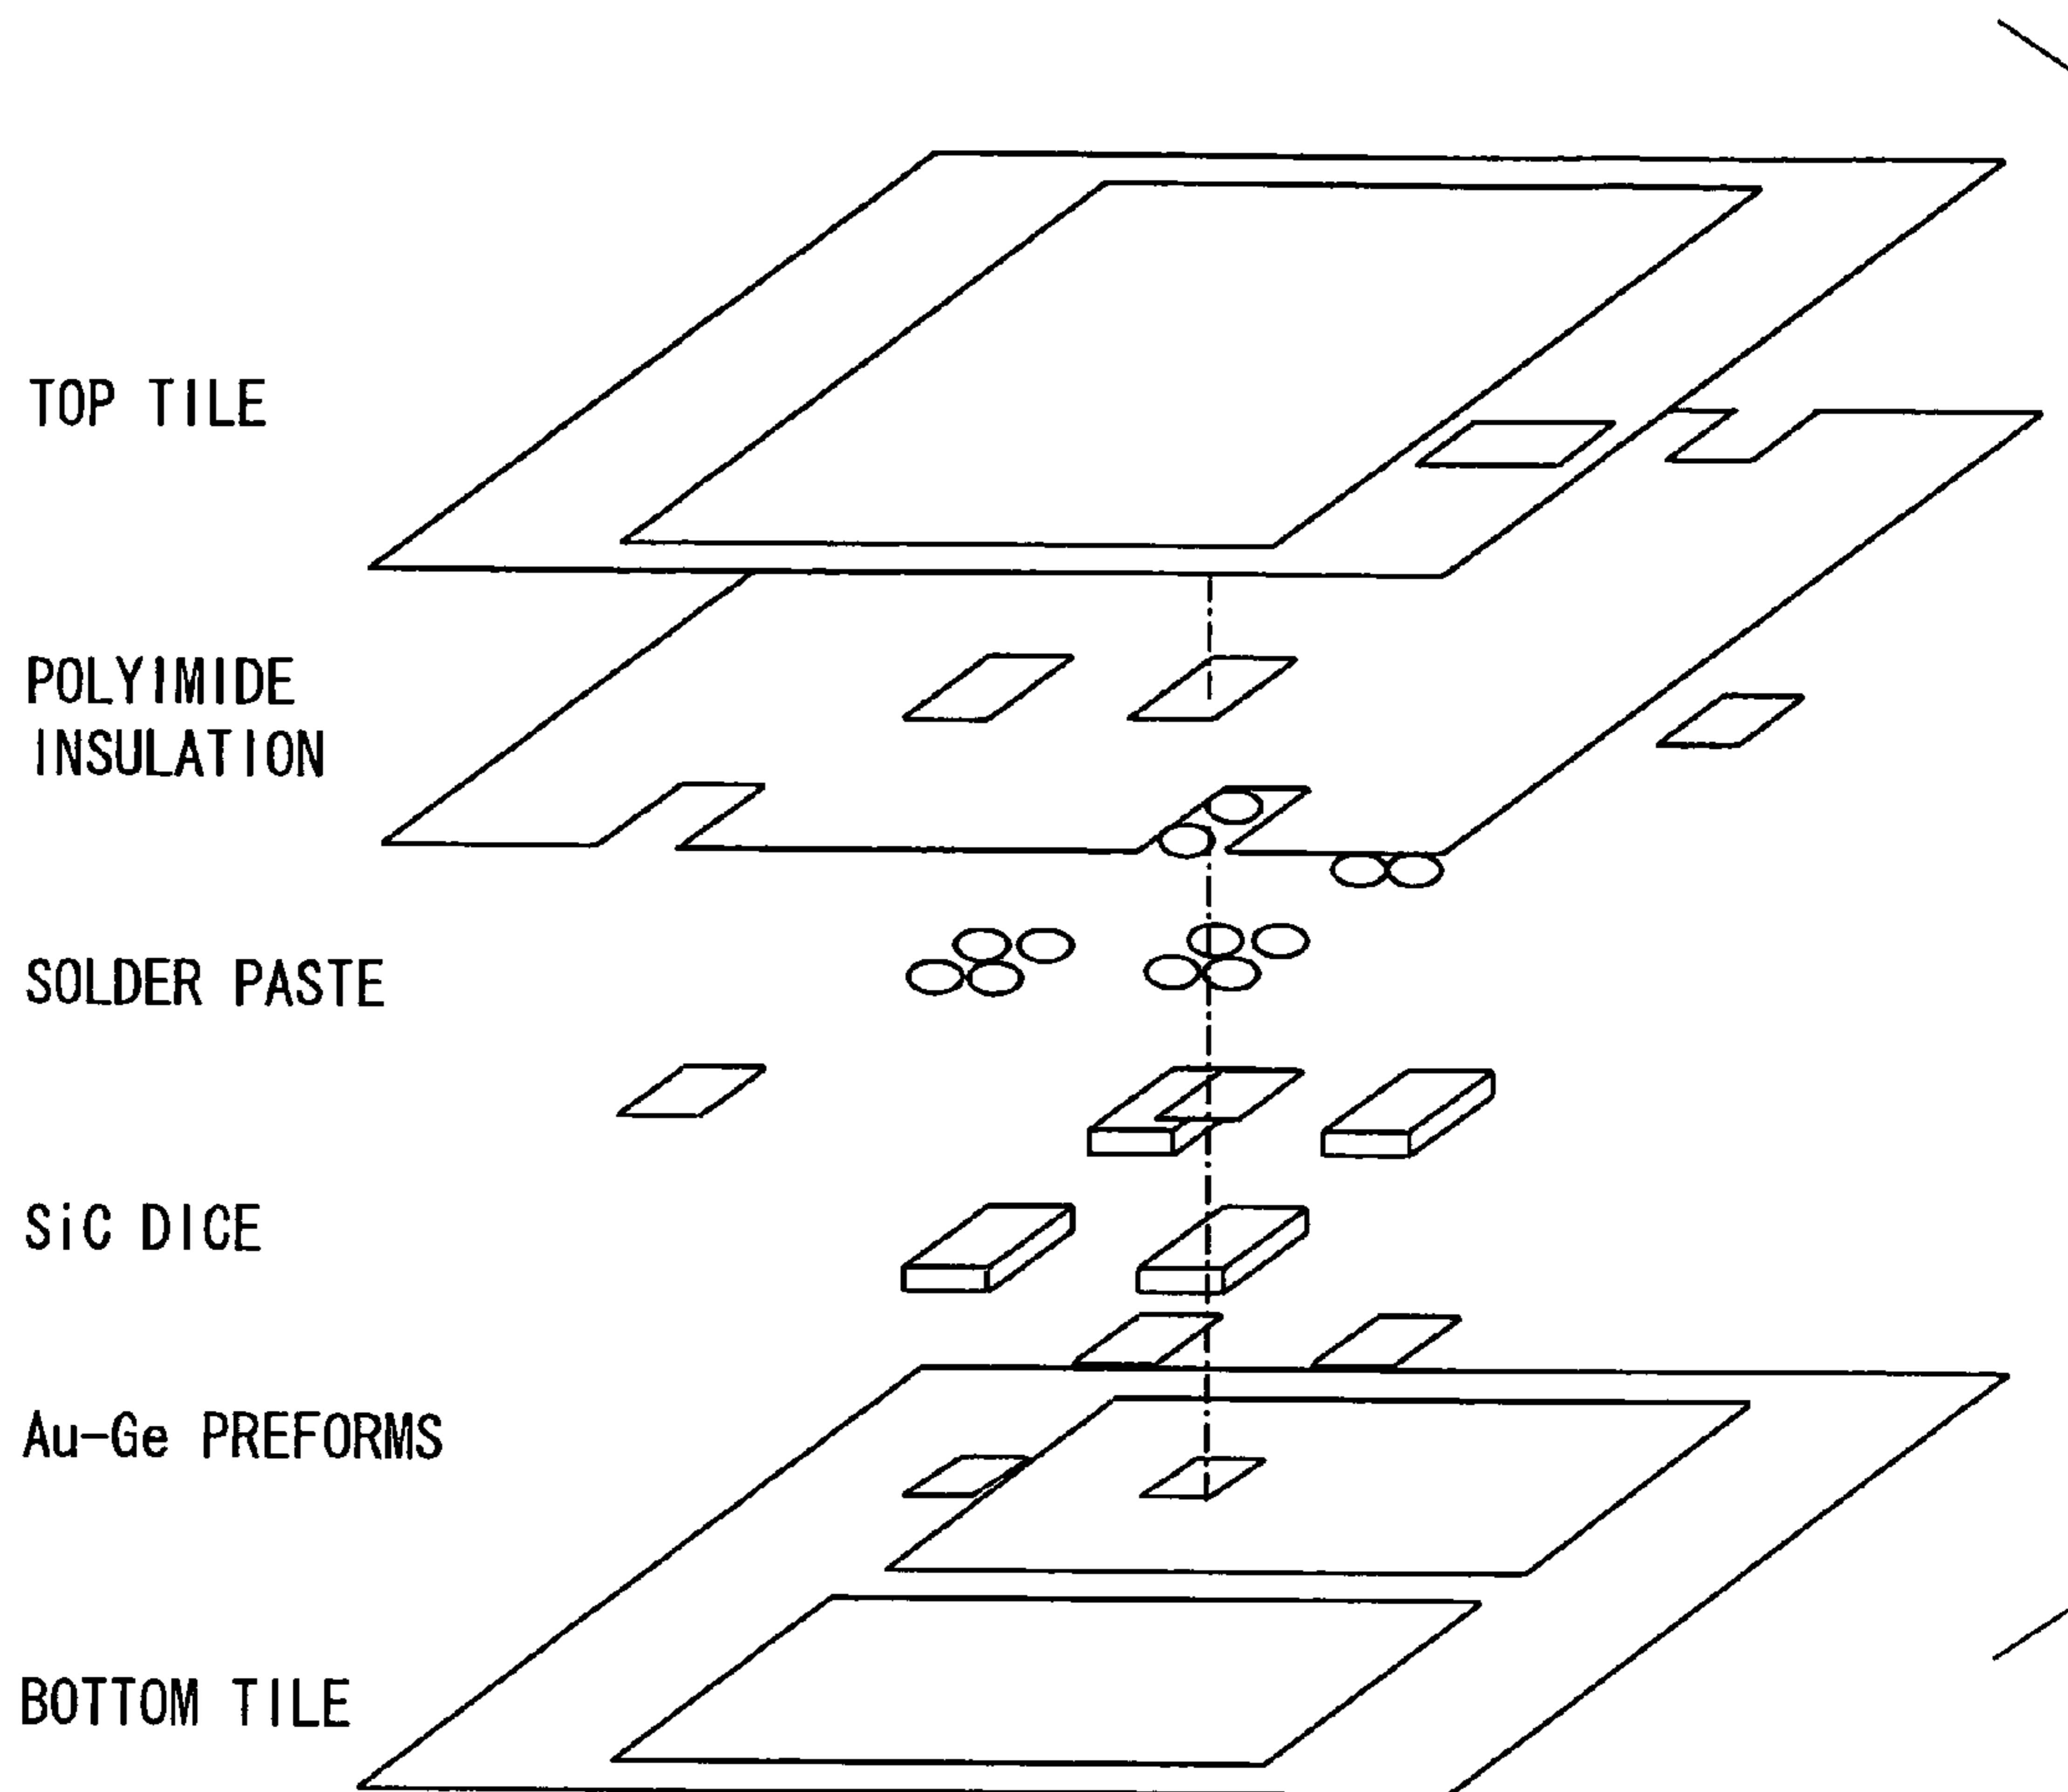 TOP TILE
POLYIMIDE
INSULATION
SOLDER PASTE
SiC DICE
Au-Ge PREFORMS
BOTTOM TILE